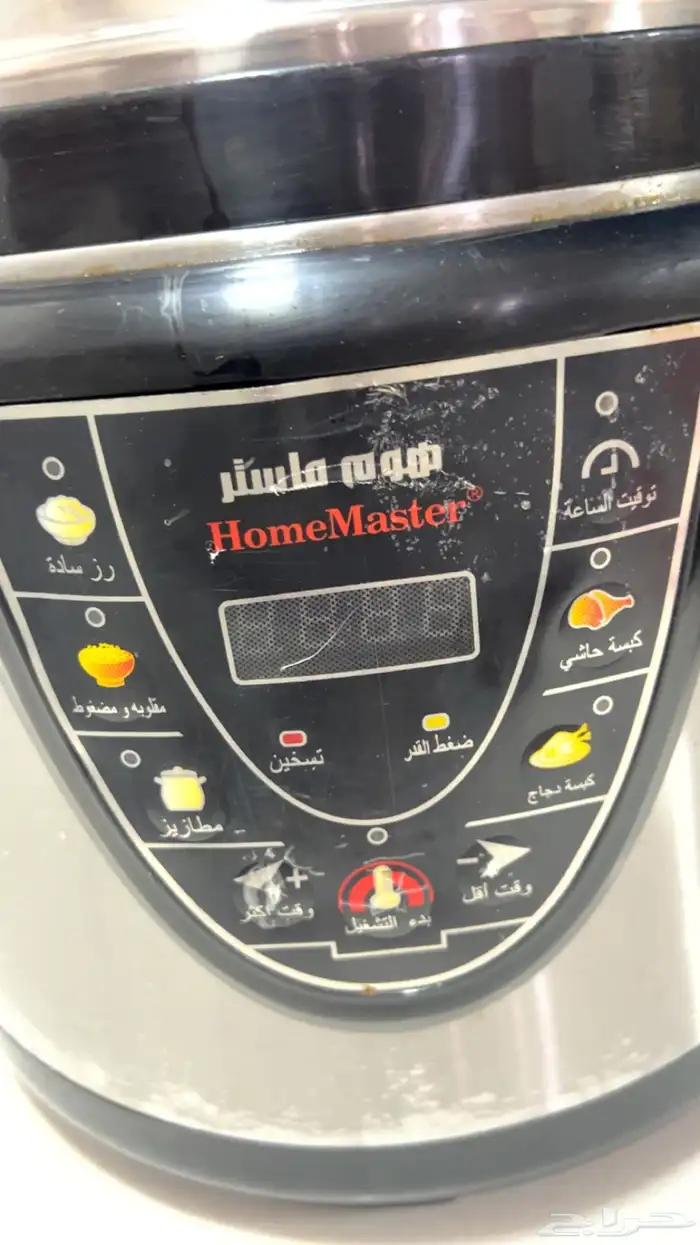 هوم ماستر
HomeMaster®
توقيت الساعة
رز سادة
كبسة حاشي
مقلوبه و مضغوط
ضغط القدر
تسخين
كبسة دجاج
مطازيز
وقت أقل
+ وقت أكثر
بدء التشغيل
حراج